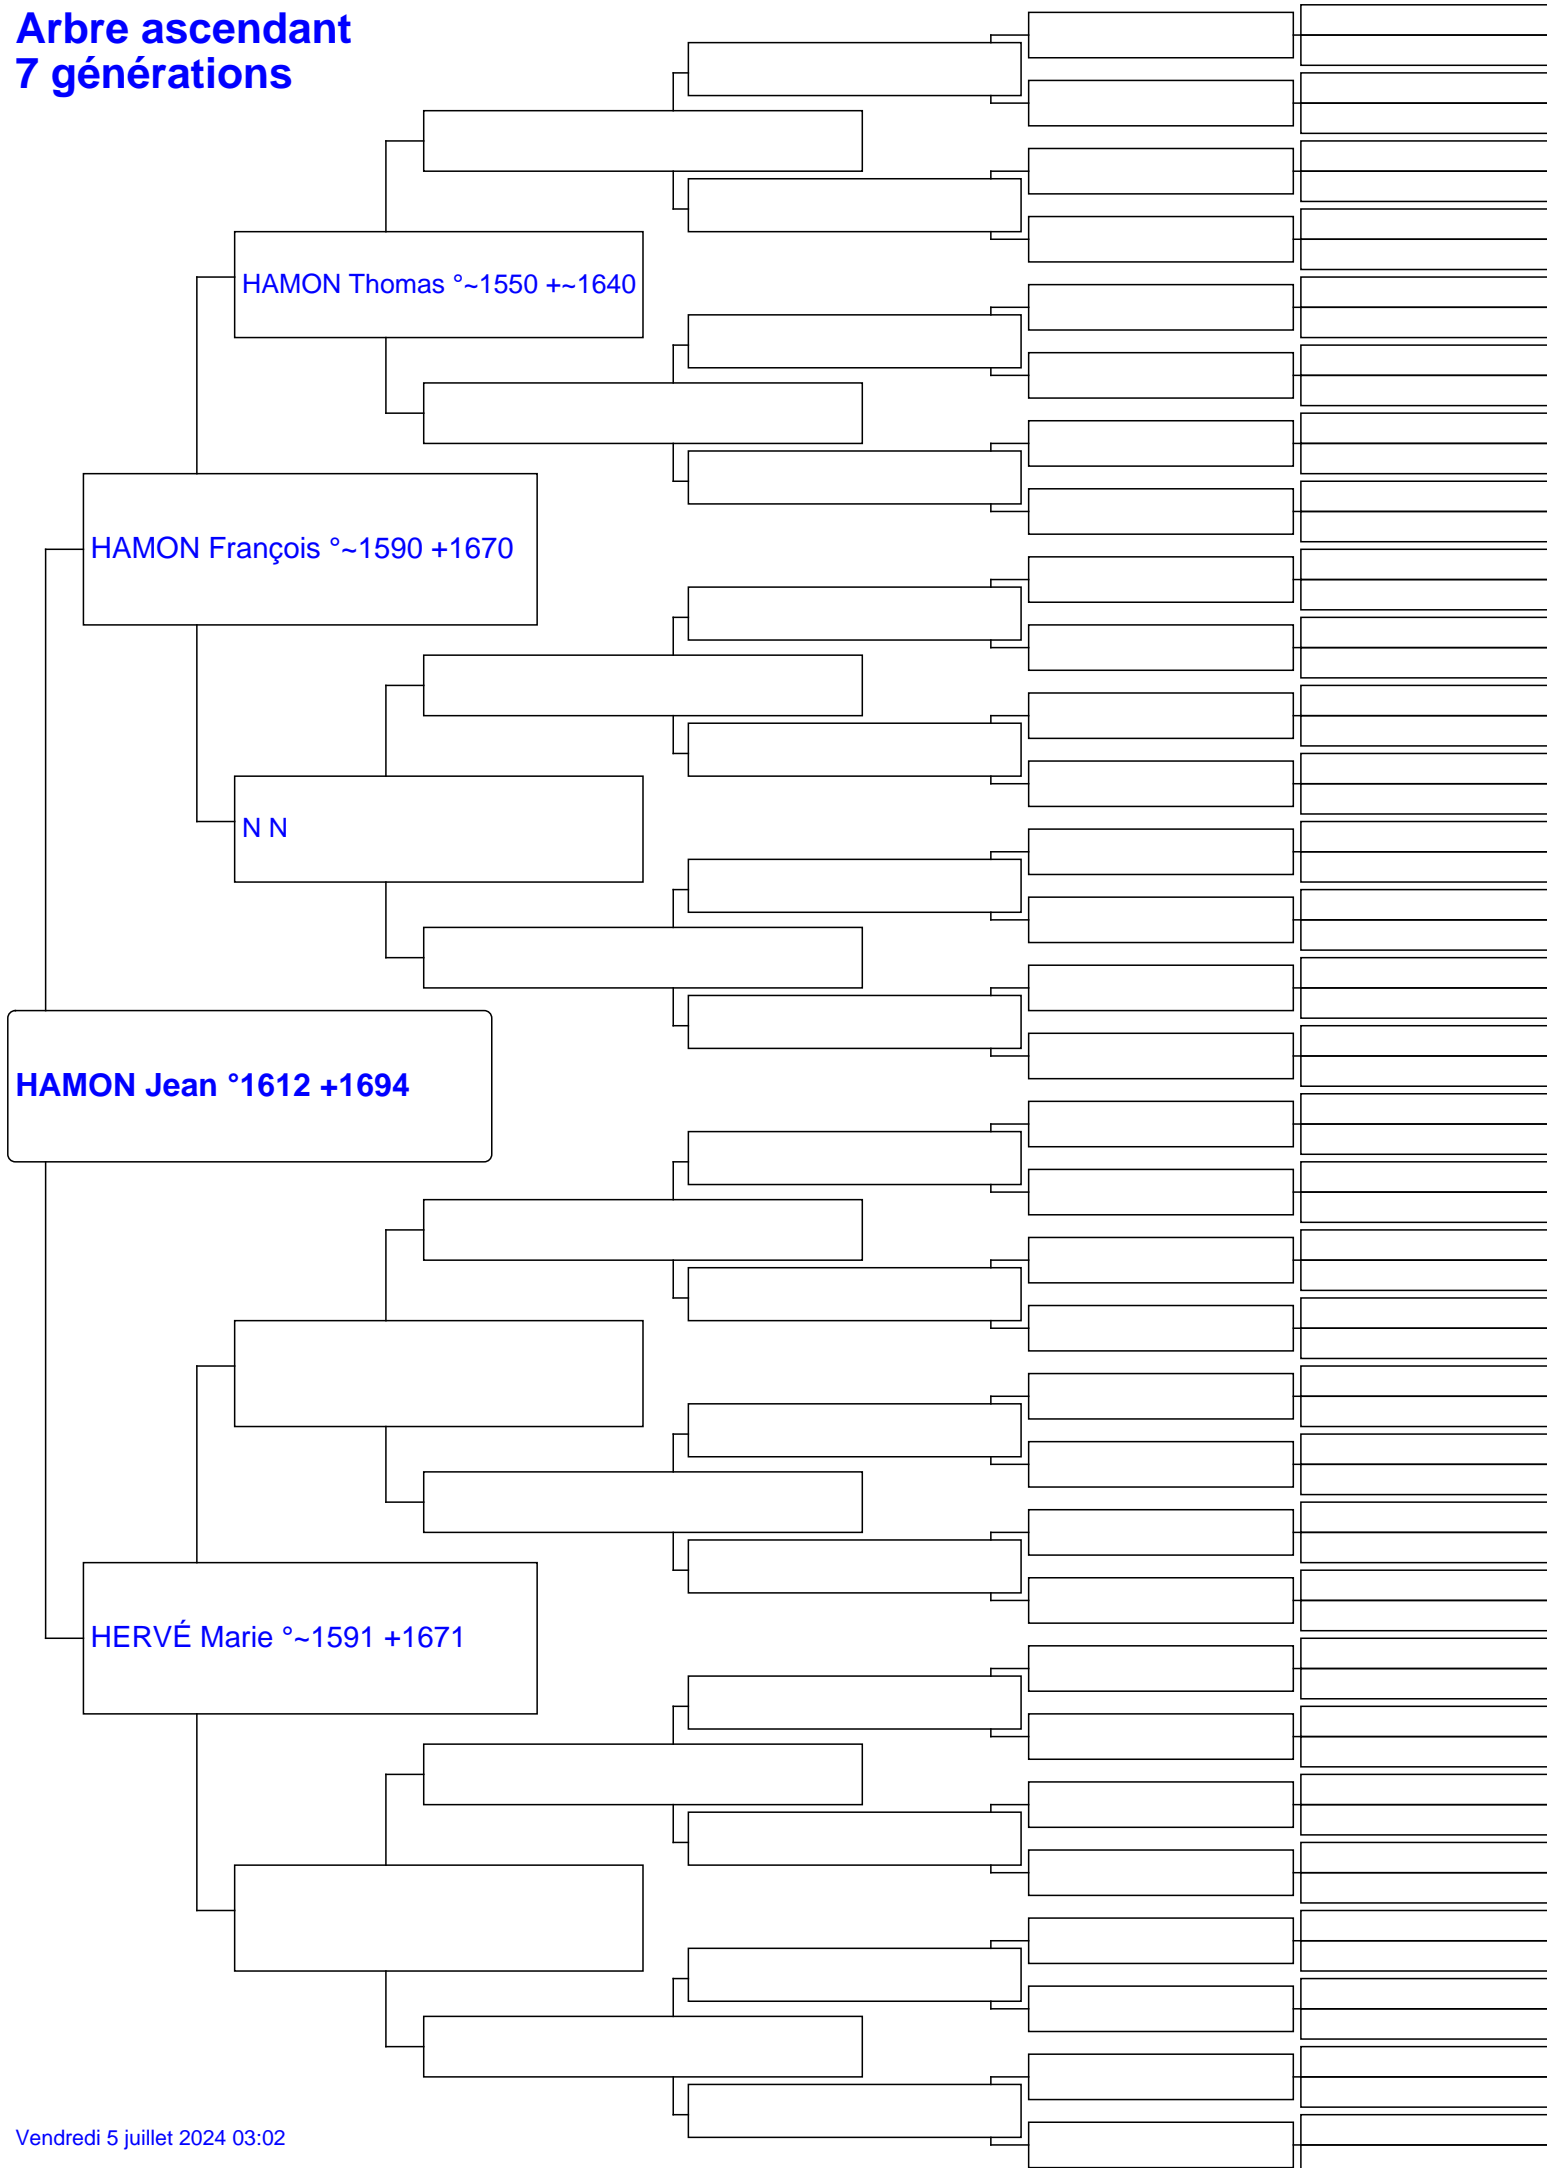 Arbre ascendant
7 générations
HAMON Thomas °~1550 +~1640
HAMON François °~1590 +1670
N N
HAMON Jean °1612 +1694
HERVÉ Marie °~1591 +1671
Vendredi 5 juillet 2024 03:02